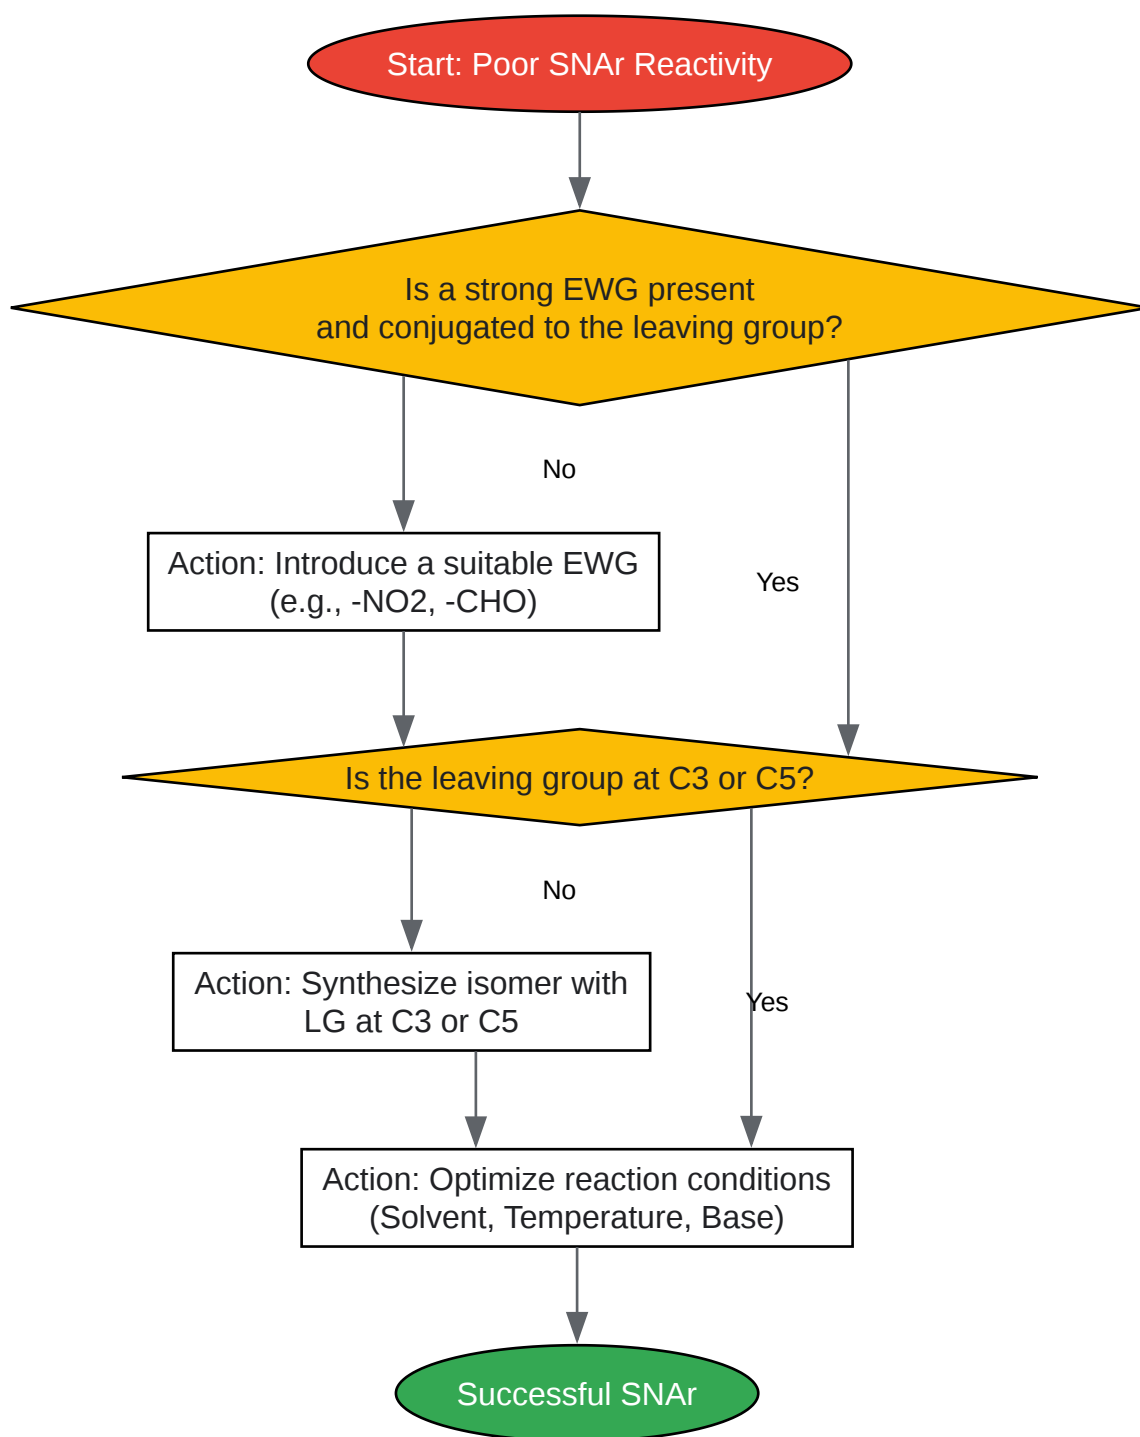 Start: Poor SNAr Reactivity
Is a strong EWG present
and conjugated to the leaving group?
No
Action: Introduce a suitable EWG
(e.g., -NO2, -CHO)
Yes
Is the leaving group at C3 or C5?
No
Action: Synthesize isomer with
LG at C3 or C5
Yes
Action: Optimize reaction conditions
(Solvent, Temperature, Base)
Successful SNAr